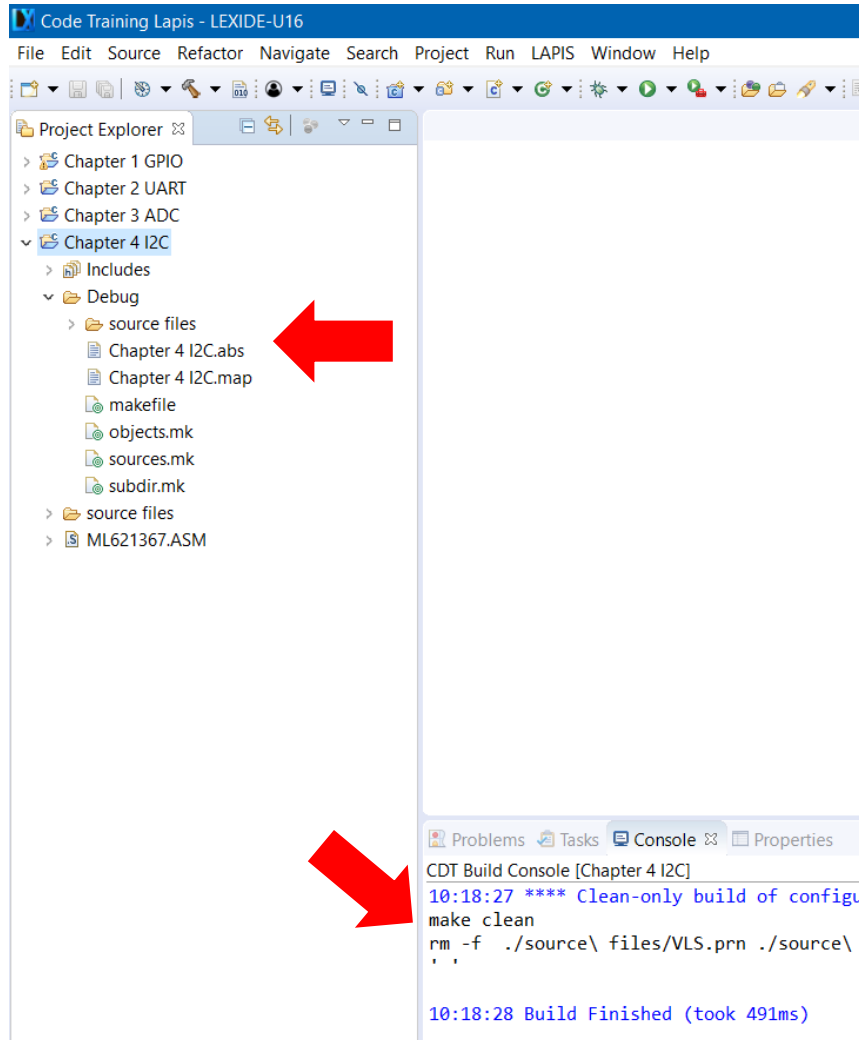 Code Training Lapis - LEXIDE-U16
File Edit Source Refactor Navigate Search Project Run LAPIS Window Help
Project Explorer
Chapter 1 GPIO
Chapter 2 UART
Chapter 3 ADC
Chapter 4 I2C
Includes
Debug
source files
Chapter 4 I2C.abs
Chapter 4 I2C.map
makefile
objects.mk
sources.mk
subdir.mk
source files
ML621367.ASM
Problems Tasks Console Properties
CDT Build Console [Chapter 4 I2C]
10:18:27 **** Clean-only build of configu
make clean
rm -f ./source\ files/VLS.prn ./source\
' '
10:18:28 Build Finished (took 491ms)